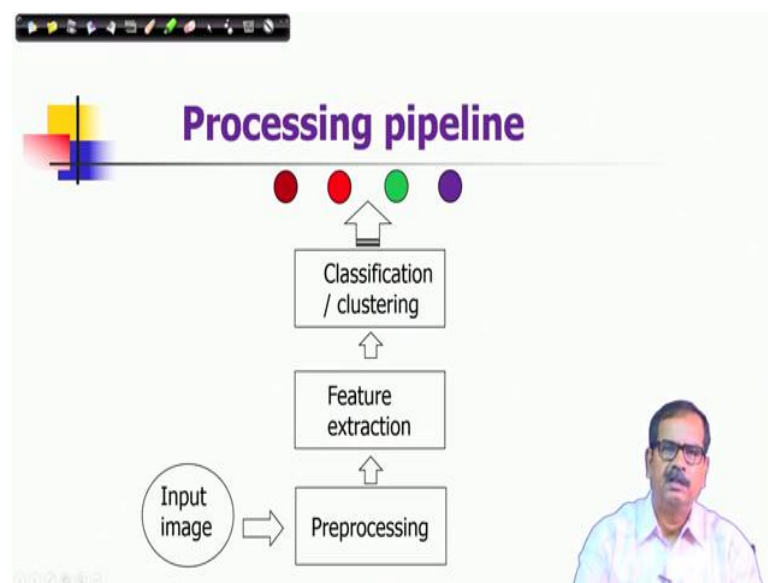 Processing pipeline
Classification
/ clustering
Feature
extraction
Input
image
Preprocessing